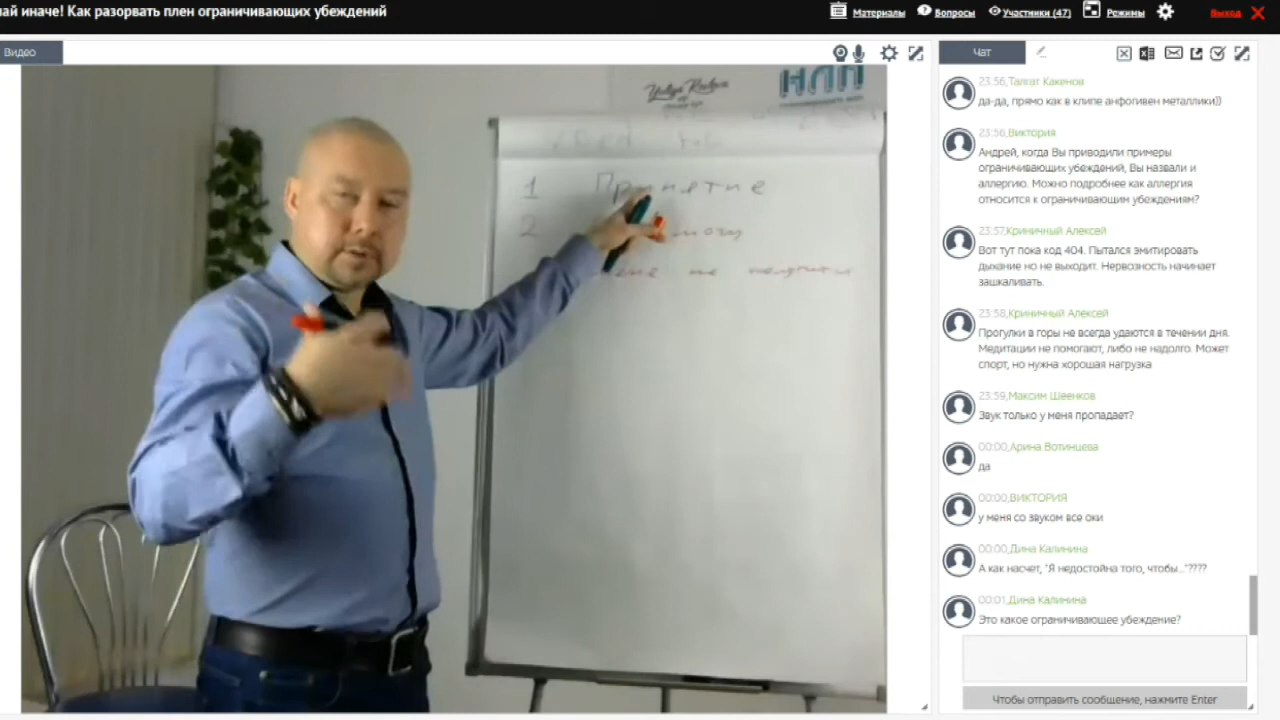 ай иначе! Как разорвать плен ограничивающих убеждений
Материалы
Вопросы
Участники (47)
Режимы
Выход
Видео
Чат
НЛП
1 Принятие
2 могу
не получится
23:56,Талгат Какенов
да-да, прямо как в клипе анфогивен металлики))
23:56,Виктория
Андрей, когда Вы приводили примеры
ограничивающих убеждений, Вы назвали и
аллергию. Можно подробнее как аллергия
относится к ограничивающим убеждениям?
23:57,Криничный Алексей
Вот тут пока код 404. Пытался эмитировать
дыхание но не выходит. Нервозность начинает
зашкаливать.
23:58,Криничный Алексей
Прогулки в горы не всегда удаются в течении дня.
Медитации не помогают, либо не надолго. Может
спорт, но нужна хорошая нагрузка
23:59,Максим Шеенков
Звук только у меня пропадает?
00:00,Арина Вотинцева
да
00:00,ВИКТОРИЯ
у меня со звуком все оки
00:00,Дина Калинина
А как насчет, "Я недостойна того, чтобы..."????
00:01,Дина Калинина
Это какое ограничивающее убеждение?
Чтобы отправить сообщение, нажмите Enter